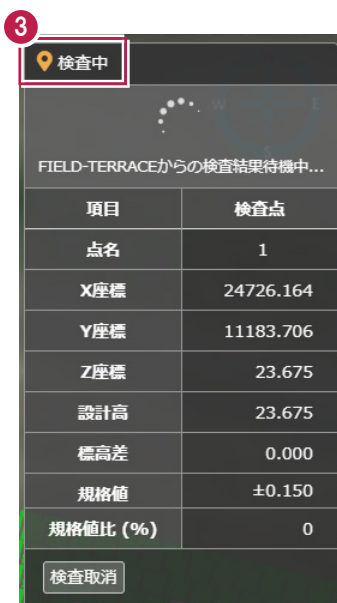 3
検査中
W E
S
FIELD-TERRACEからの検査結果待機中...
項目 検査点
点名 1
X座標 24726.164
Y座標 11183.706
Z座標 23.675
設計高 23.675
標高差 0.000
規格値 ±0.150
規格値比 (%) 0
検査取消